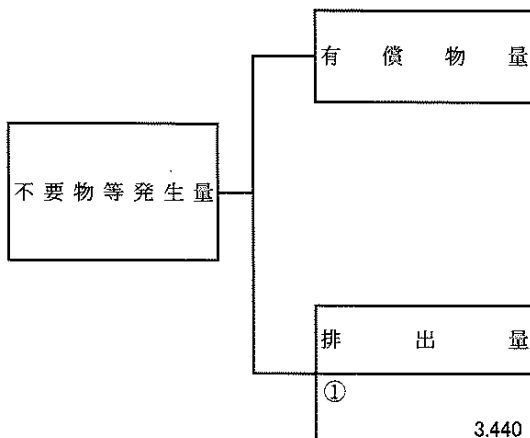 有償物量
不要物等発生量
排出量
①
3.440